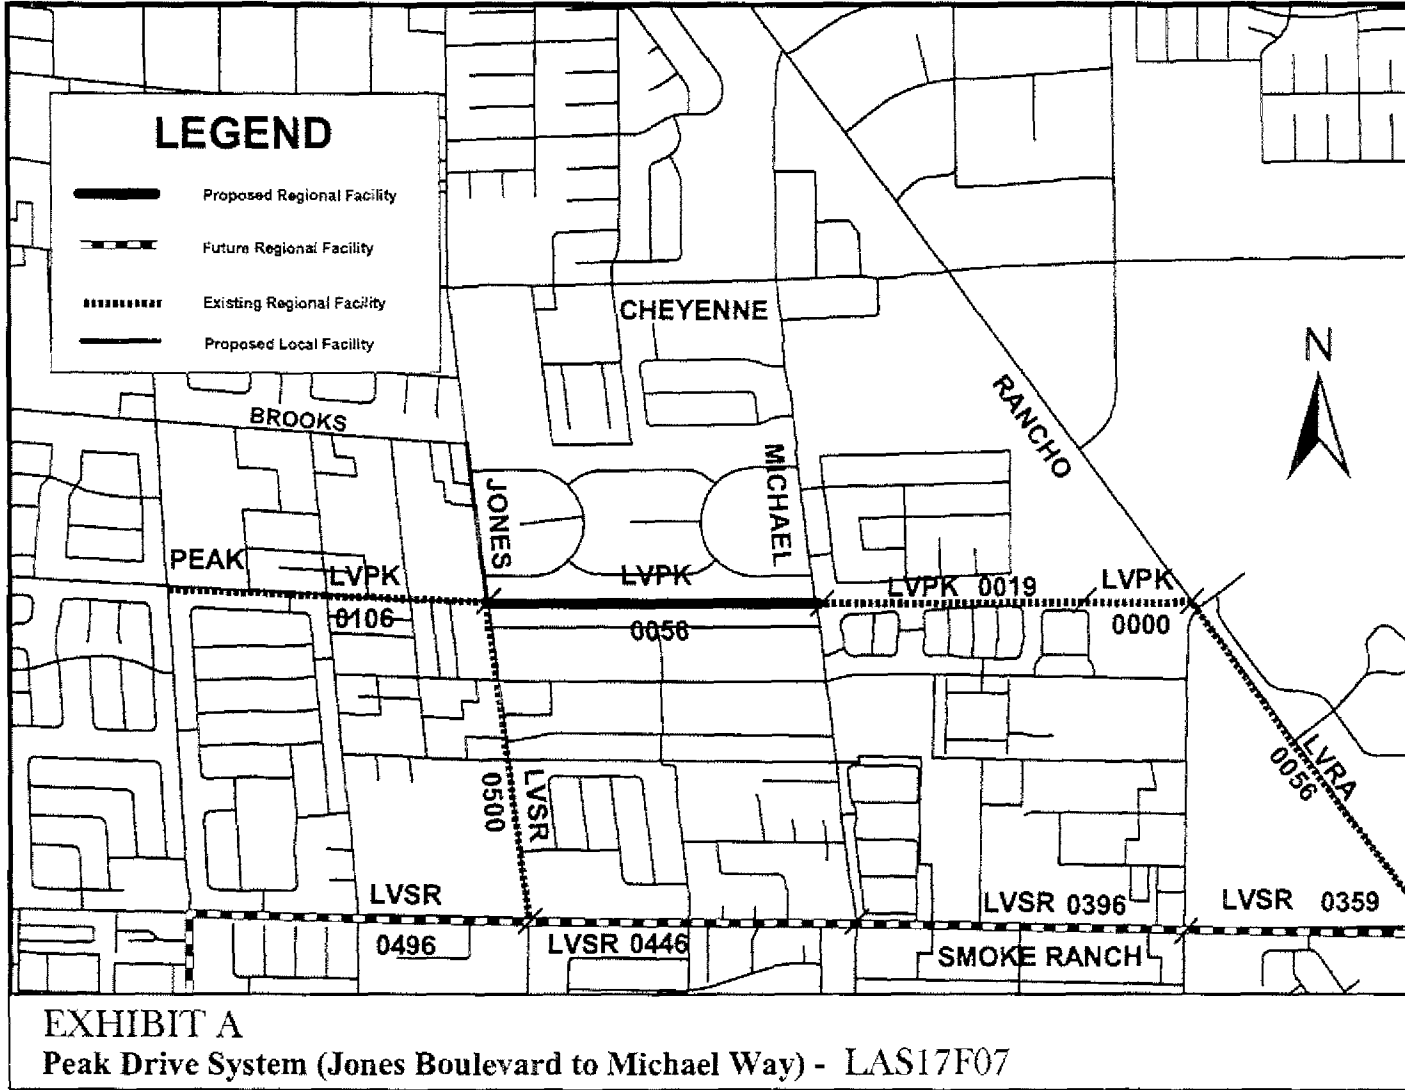 LEGEND
Proposed Regional Facility
Future Regional Facility
Existing Regional Facility
Proposed Local Facility
N
CHEYENNE
RANCHO
BROOKS
JONES
MICHAEL
PEAK
LVPK
0106
LVPK
0056
LVPK 0019
LVPK
0000
LVSR
0500
LVRA
0056
LVSR
0496
LVSR 0446
LVSR 0396
LVSR 0359
SMOKE RANCH
EXHIBIT A
Peak Drive System (Jones Boulevard to Michael Way) - LAS17F07